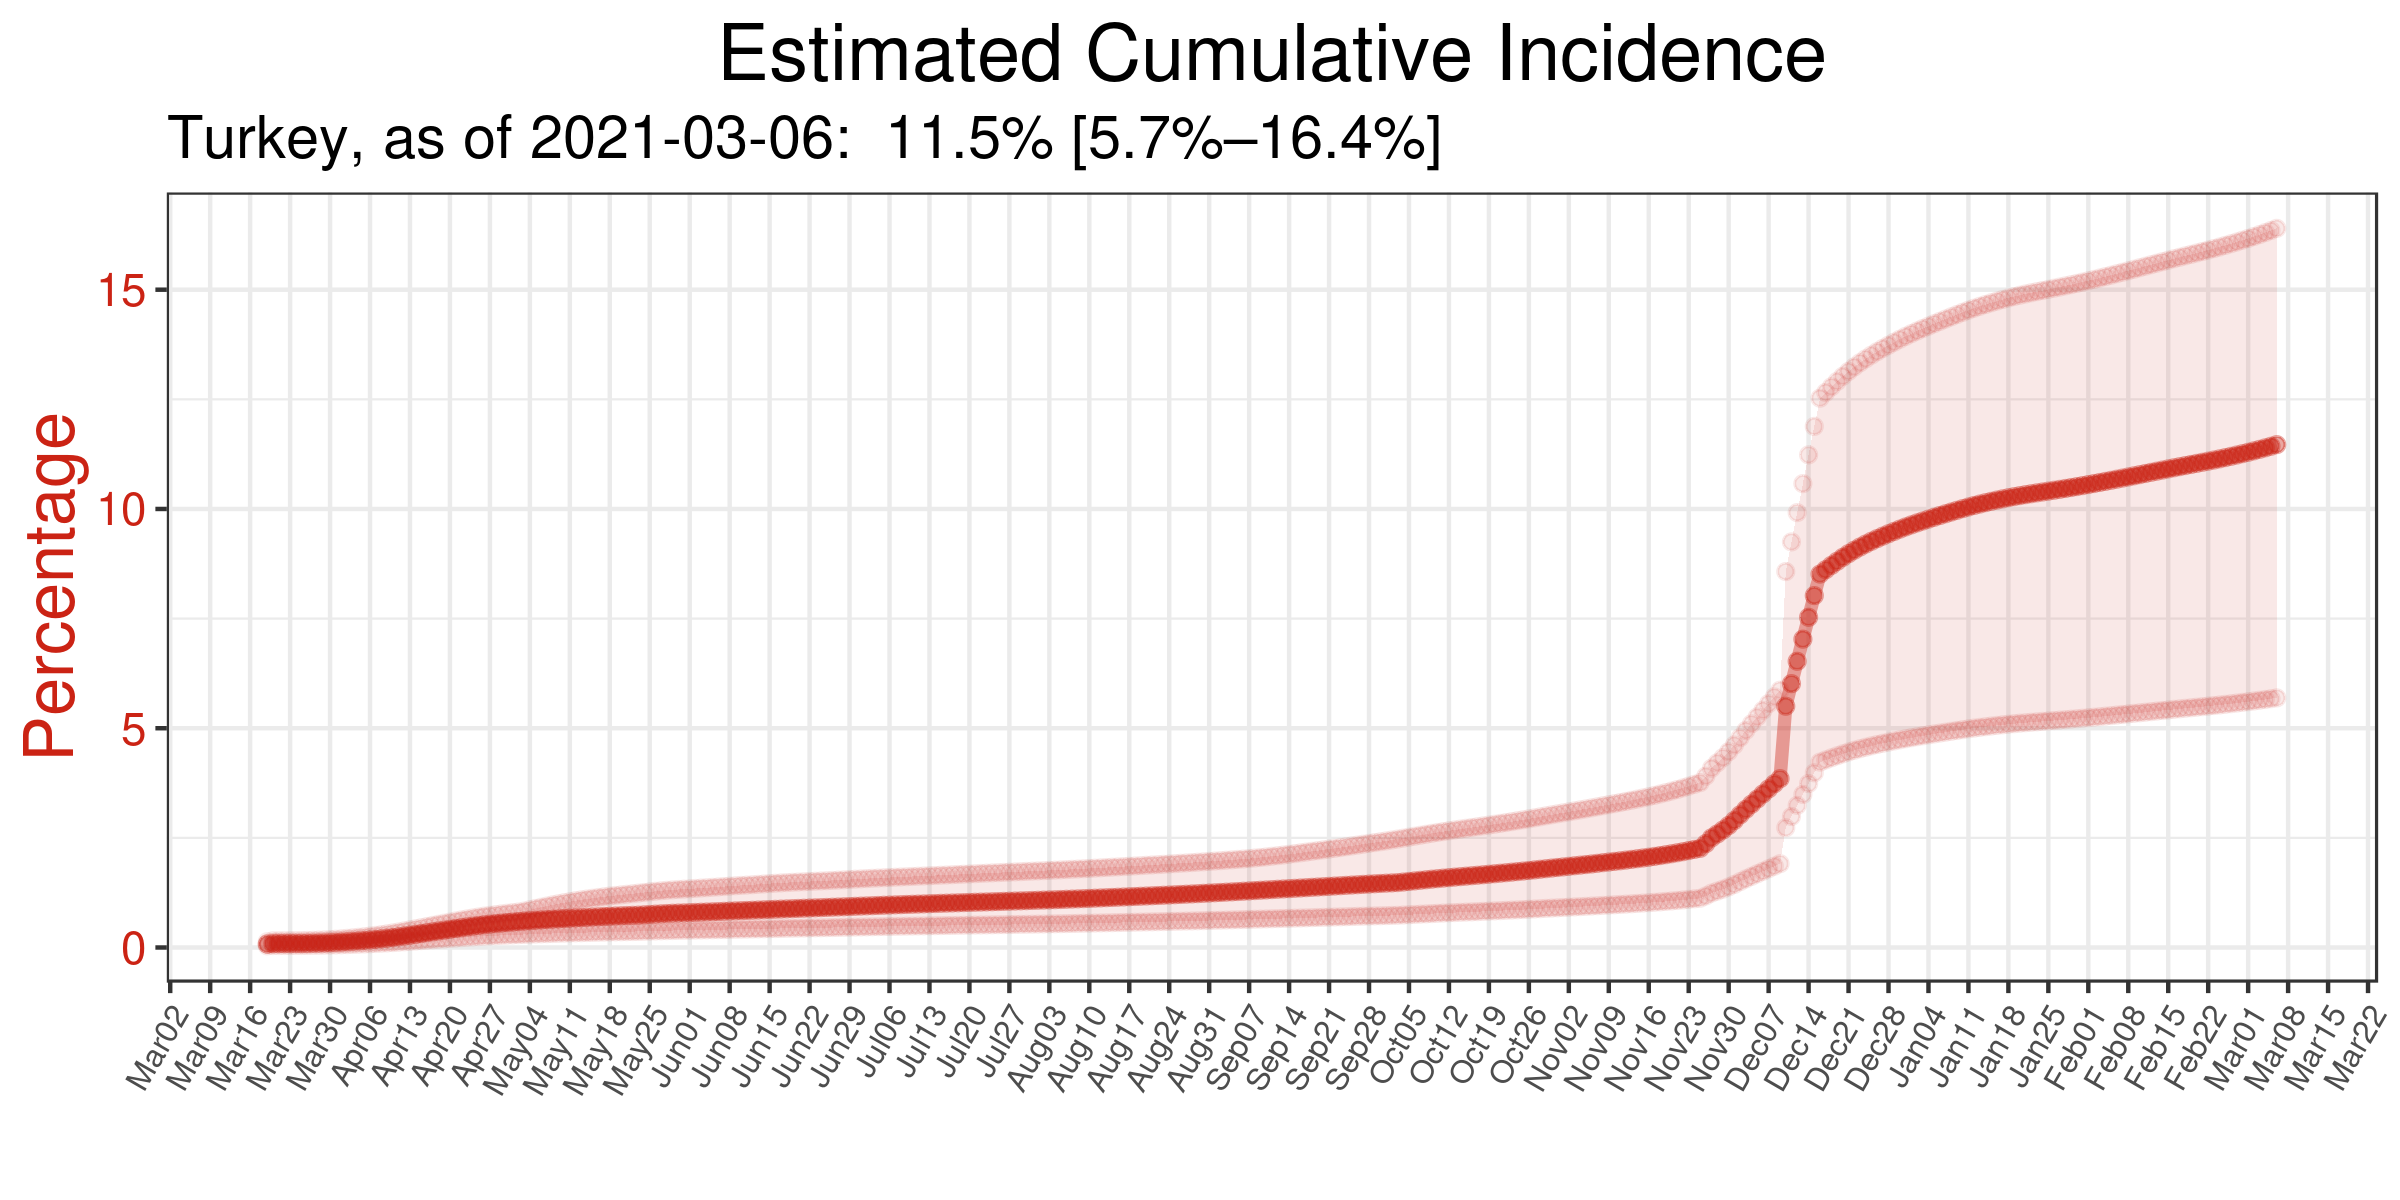 Estimated Cumulative Incidence
Turkey, as of 2021-03-06:  11.5% [5.7%–16.4%]
Percentage
15
10
5
0
Mar02
Mar09
Mar16
Mar23
Mar30
Apr06
Apr13
Apr20
Apr27
May04
May11
May18
May25
Jun01
Jun08
Jun15
Jun22
Jun29
Jul06
Jul13
Jul20
Jul27
Aug03
Aug10
Aug17
Aug24
Aug31
Sep07
Sep14
Sep21
Sep28
Oct05
Oct12
Oct19
Oct26
Nov02
Nov09
Nov16
Nov23
Nov30
Dec07
Dec14
Dec21
Dec28
Jan04
Jan11
Jan18
Jan25
Feb01
Feb08
Feb15
Feb22
Mar01
Mar08
Mar15
Mar22